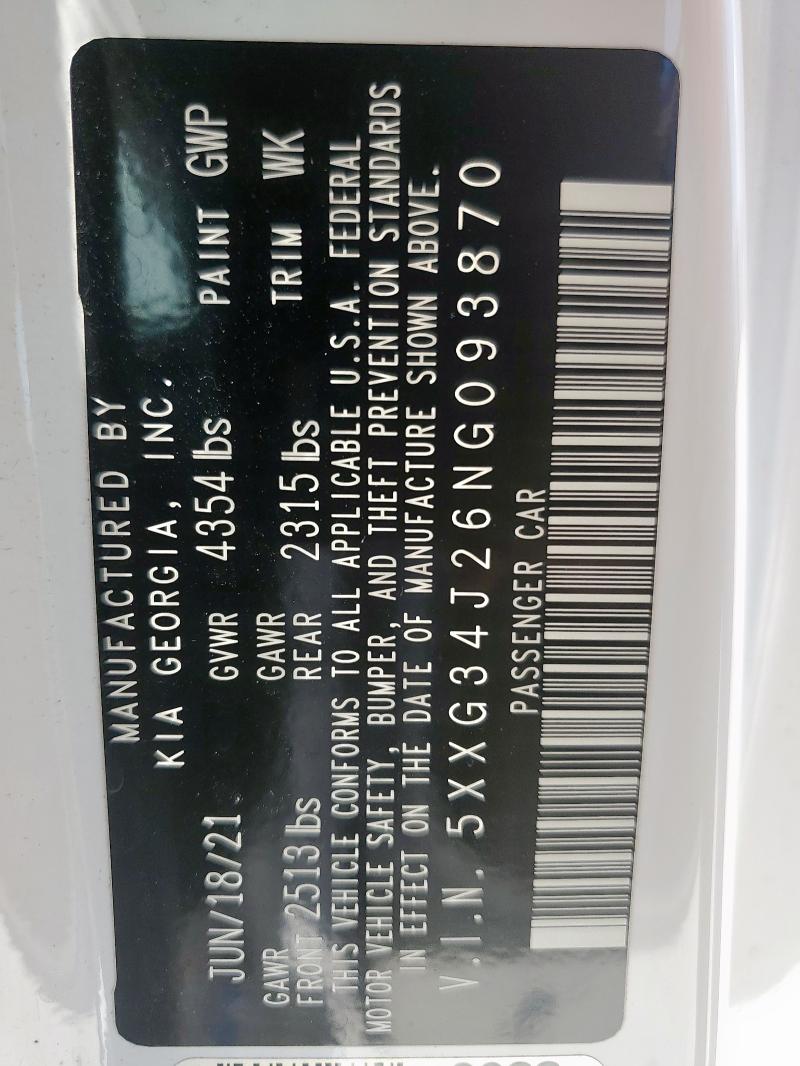 MANUFACTURED BY
KIA GEORGIA, INC.
JUN/18/21 GVWR 4354 lbs PAINT GWP
GAWR FRONT 2513 lbs GAWR REAR 2315 lbs TRIM WK
THIS VEHICLE CONFORMS TO ALL APPLICABLE U.S.A. FEDERAL
MOTOR VEHICLE SAFETY, BUMPER, AND THEFT PREVENTION STANDARDS
IN EFFECT ON THE DATE OF MANUFACTURE SHOWN ABOVE.
V.I.N. 5XXG34J26NG093870
PASSENGER CAR